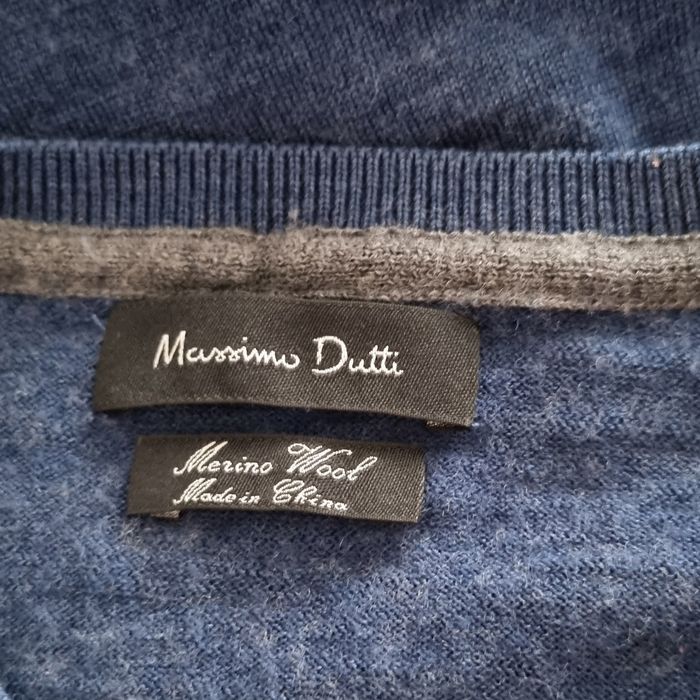 Massimo Dutti
Merino Wool
Made in China